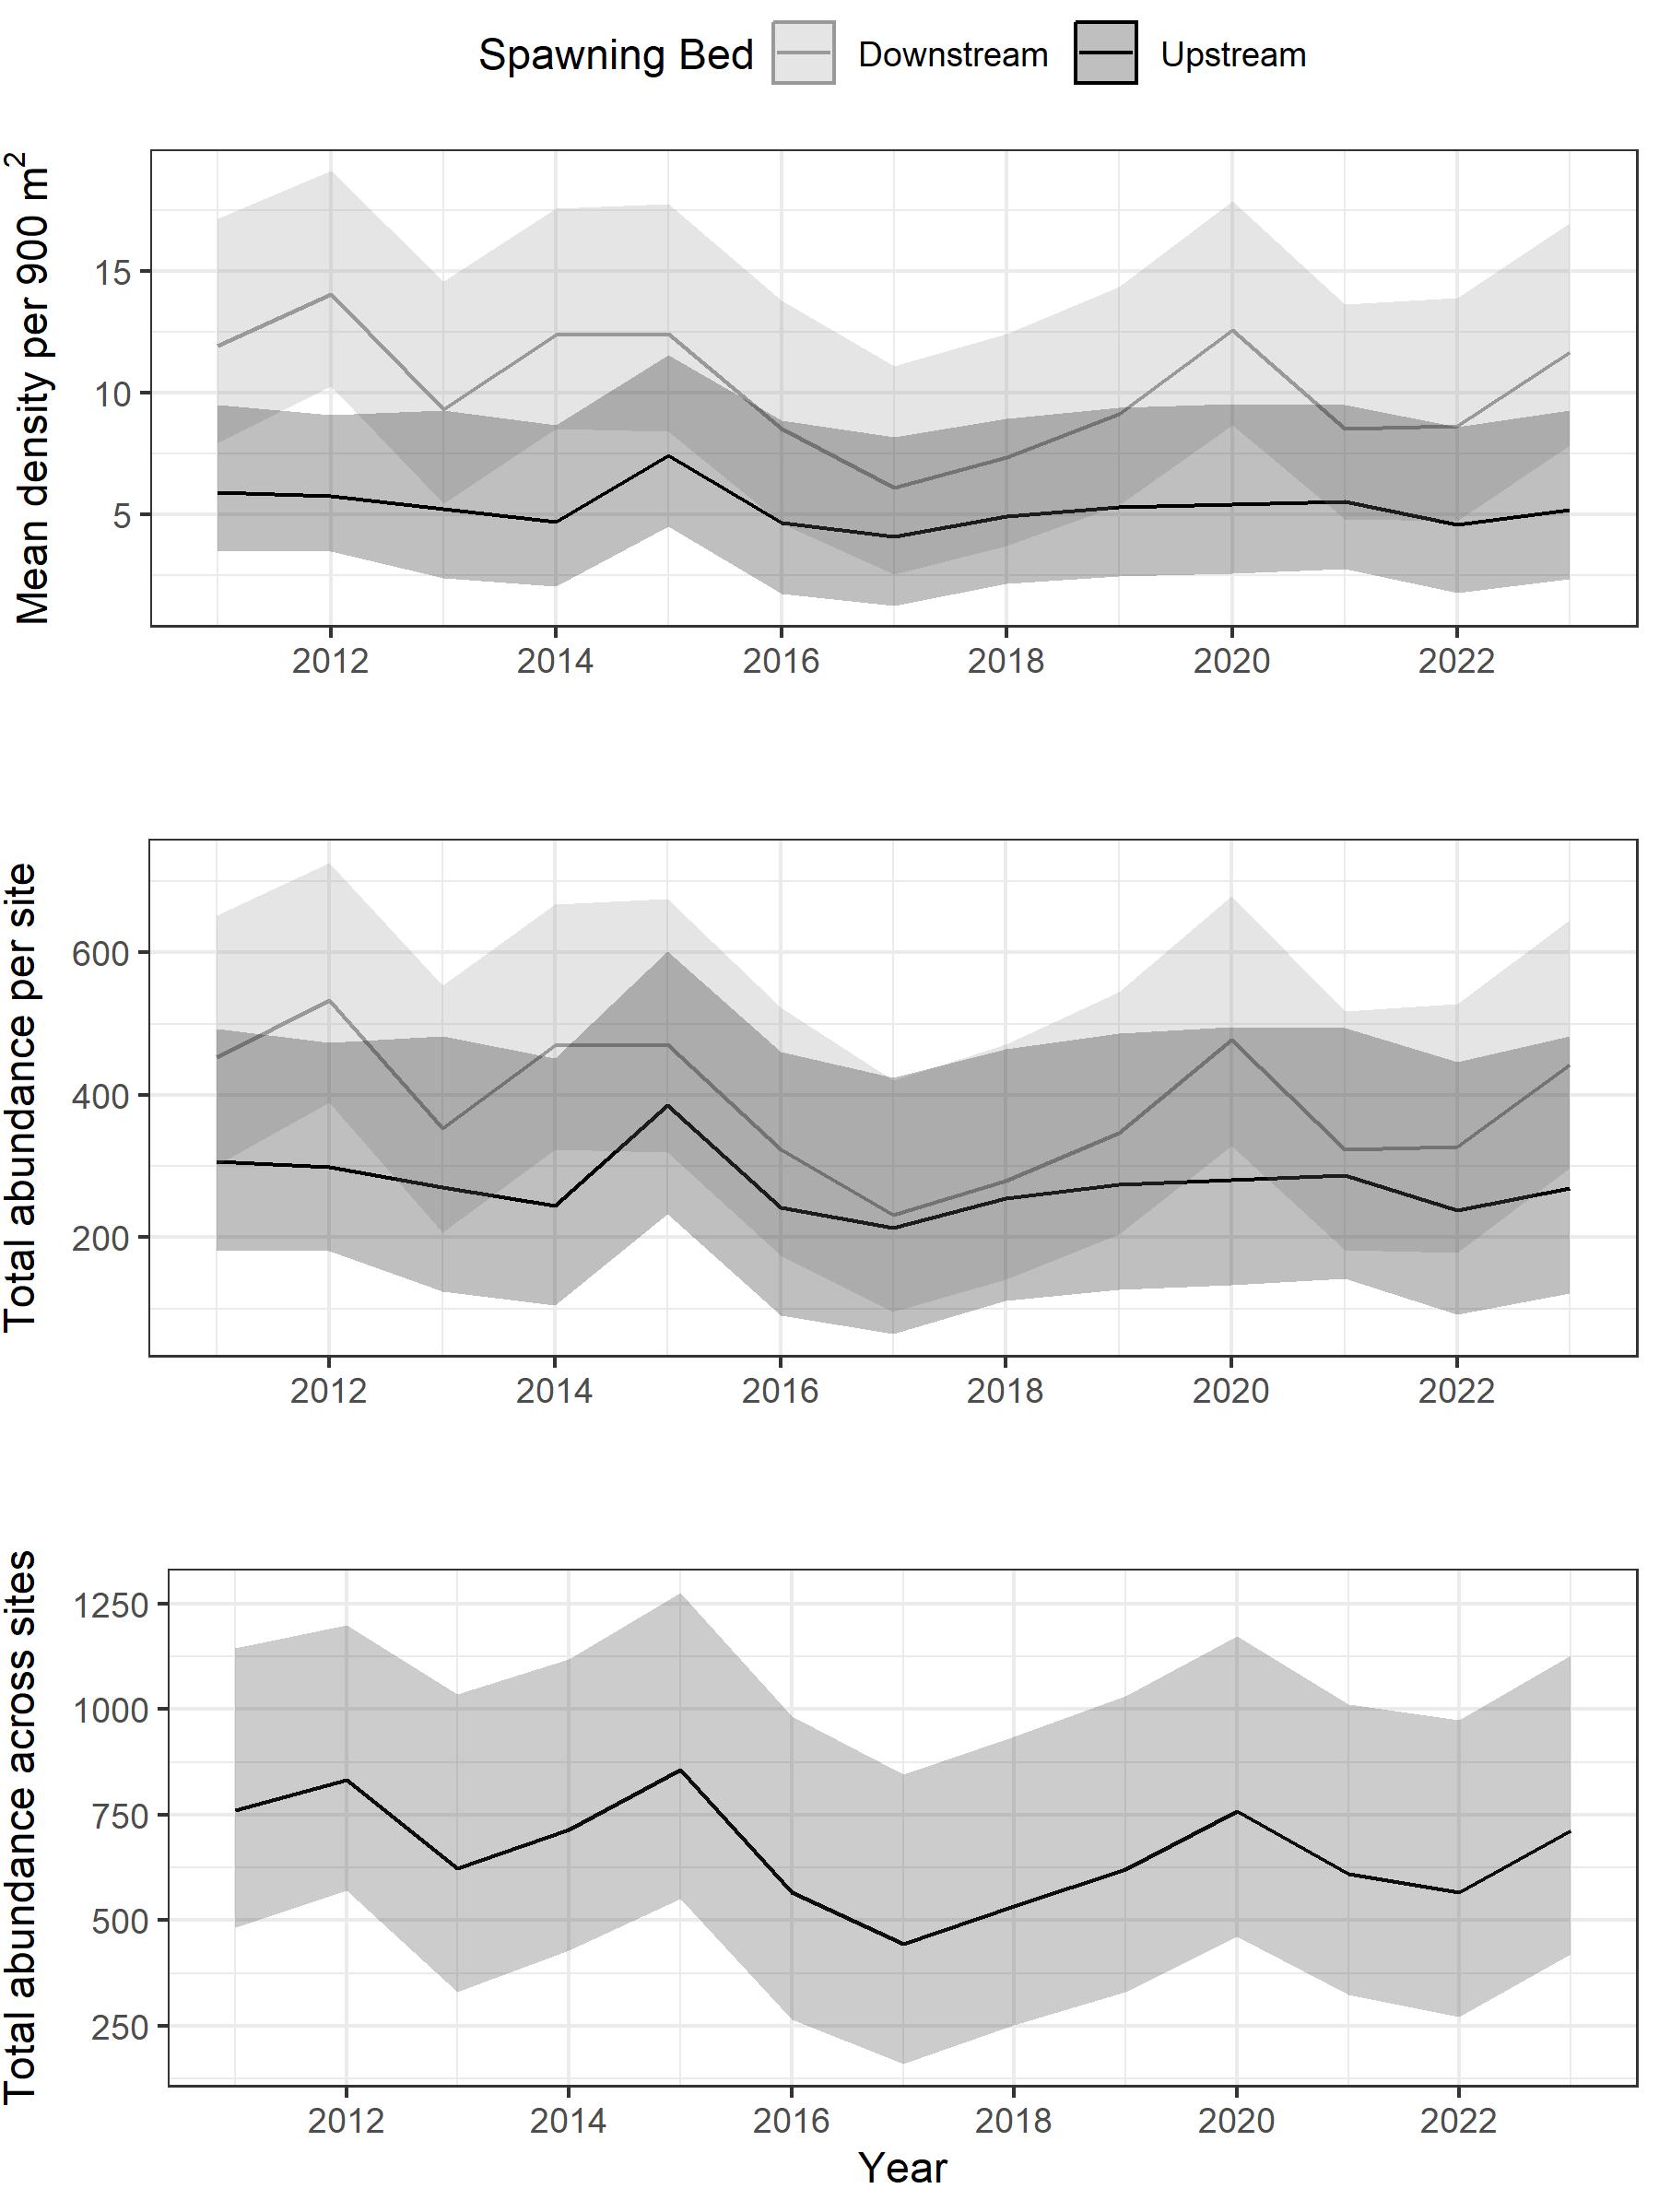 Spawning Bed Downstream Upstream
Mean density per 900 m²
15
10
5
2012 2014 2016 2018 2020 2022
Total abundance per site
600
400
200
2012 2014 2016 2018 2020 2022
Total abundance across sites
1250
1000
750
500
250
2012 2014 2016 2018 2020 2022
Year